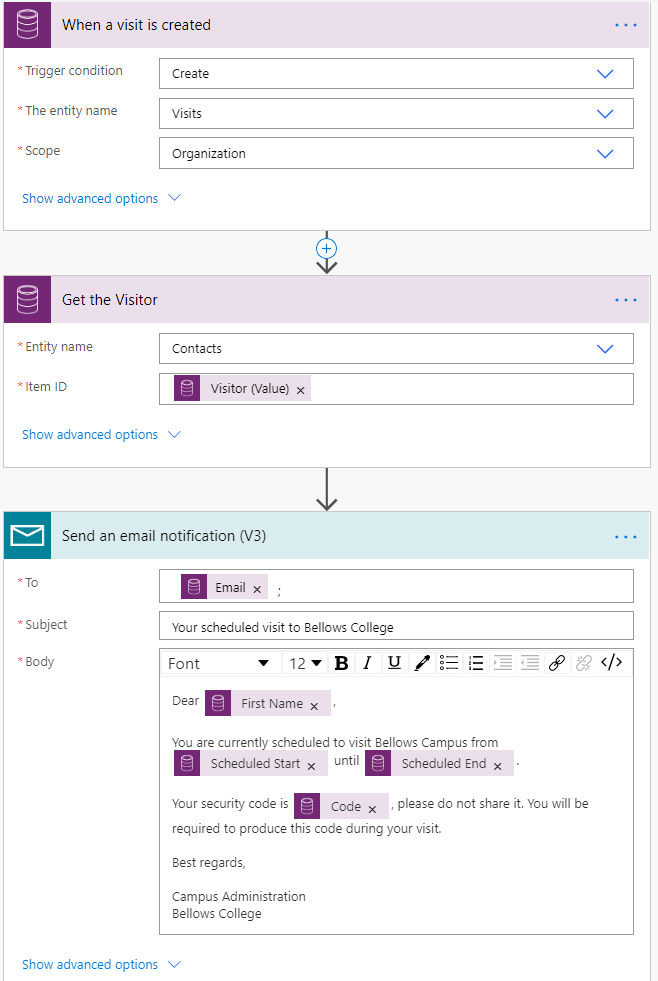 When a visit is created
* Trigger condition
Create
* The entity name
Visits
* Scope
Organization
Show advanced options
Get the Visitor
* Entity name
Contacts
* Item ID
Visitor (Value) ×
Show advanced options
Send an email notification (V3)
* To
Email × ;
* Subject
Your scheduled visit to Bellows College
* Body
Font 12 B I U </>
Dear First Name × ,
You are currently scheduled to visit Bellows Campus from
Scheduled Start × until Scheduled End × .
Your security code is Code × , please do not share it. You will be
required to produce this code during your visit.
Best regards,
Campus Administration
Bellows College
Show advanced options